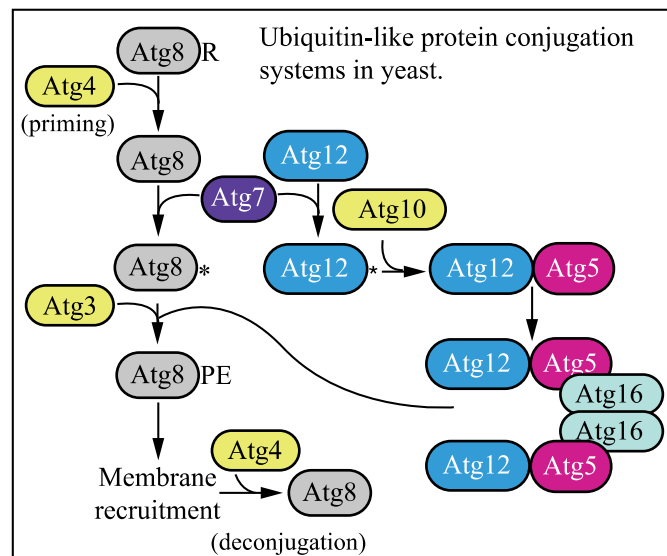 Ubiquitin-like protein conjugation
systems in yeast.
Atg8 R
Atg4
(priming)
Atg8
Atg12
Atg7
Atg10
Atg8 *
Atg12 *
Atg12 Atg5
Atg3
Atg8 PE
Atg12 Atg5
Atg16
Atg16
Atg12 Atg5
Membrane
recruitment
Atg4
Atg8
(deconjugation)